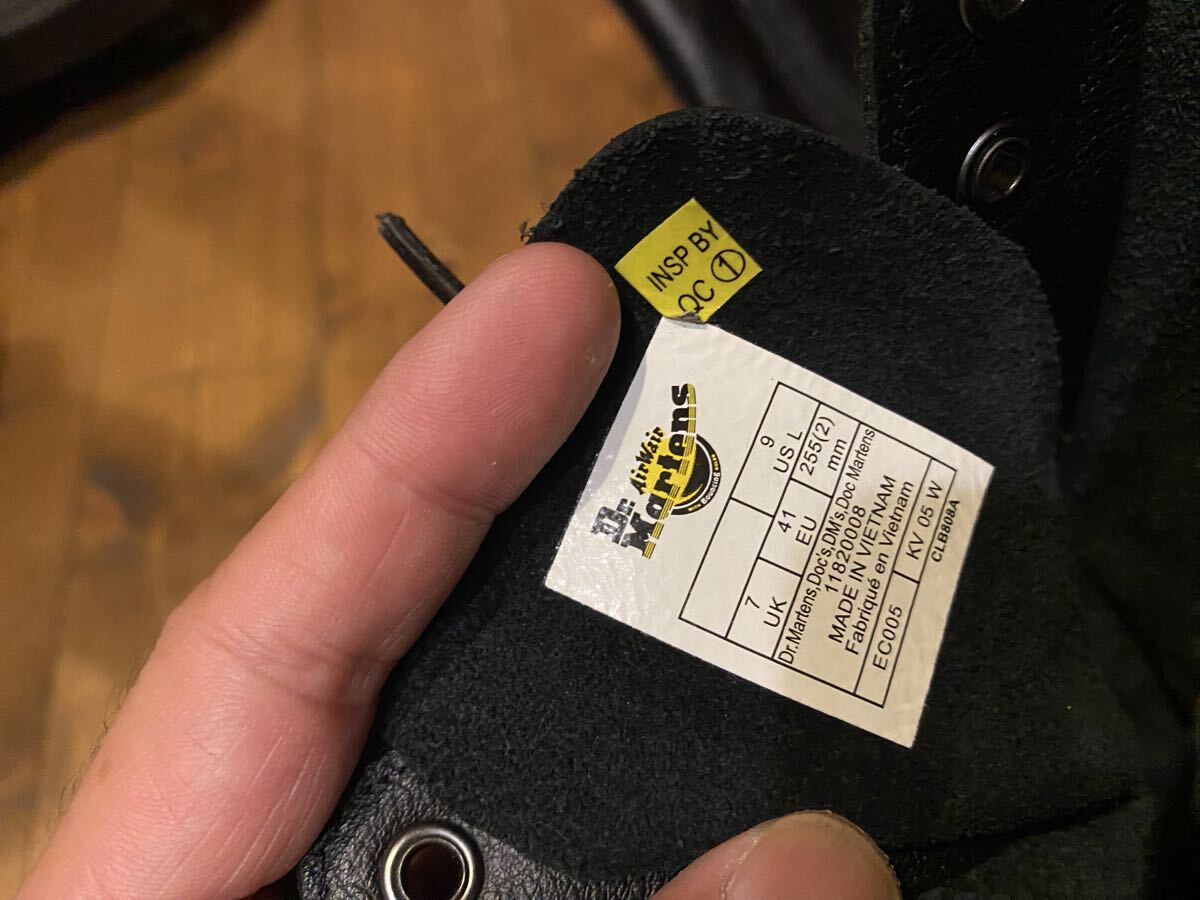 INSP BY
QC 1
Dr. AirWair
Martens
WITH Bouncing SOLES
9
US L
255(2)
mm
7
UK
41
EU
Dr.Martens,Doc's,DM's,Doc Martens
11820008
MADE IN VIETNAM
Fabriqué en Vietnam
EC005
KV 05 W
CLB808A